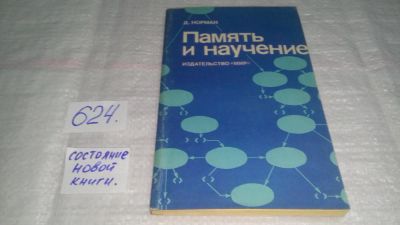 624.
состояние
новой
книги.
Д. НОРМАН
Память
и научение
ИЗДАТЕЛЬСТВО «МИР»